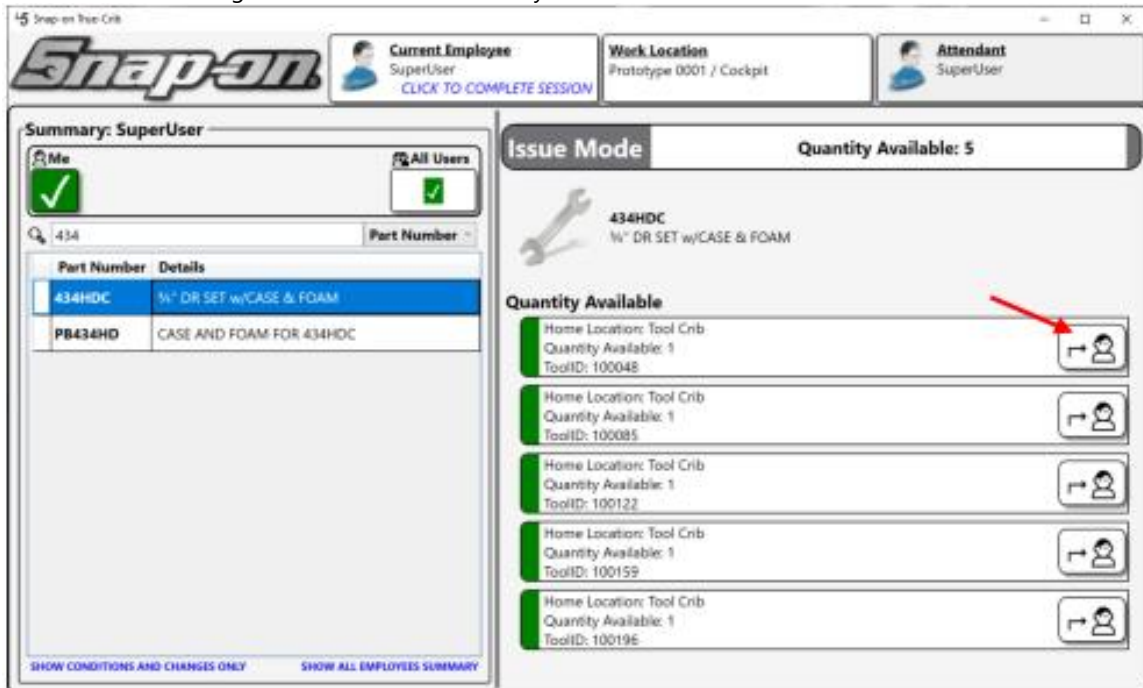 Snap-on True Crib
Snap-on
Current Employee
SuperUser
CLICK TO COMPLETE SESSION
Work Location
Prototype 0001 / Cockpit
Attendant
SuperUser
Summary: SuperUser
Me
All Users
434
Part Number
Part Number Details
434HDC ¾" DR SET w/CASE & FOAM
PB434HD CASE AND FOAM FOR 434HDC
SHOW CONDITIONS AND CHANGES ONLY
SHOW ALL EMPLOYEES SUMMARY
Issue Mode
Quantity Available: 5
434HDC
¾" DR SET w/CASE & FOAM
Quantity Available
Home Location: Tool Crib
Quantity Available: 1
ToolID: 100048
Home Location: Tool Crib
Quantity Available: 1
ToolID: 100085
Home Location: Tool Crib
Quantity Available: 1
ToolID: 100122
Home Location: Tool Crib
Quantity Available: 1
ToolID: 100159
Home Location: Tool Crib
Quantity Available: 1
ToolID: 100196